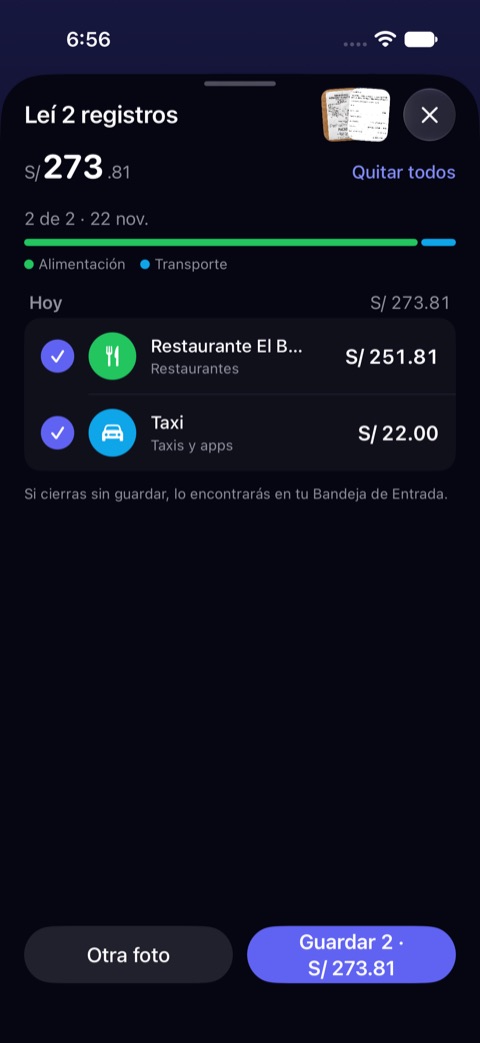 6:56
Leí 2 registros
S/273.81
Quitar todos
2 de 2 · 22 nov.
Alimentación
Transporte
Hoy
S/ 273.81
Restaurante El B...
Restaurantes
S/ 251.81
Taxi
Taxis y apps
S/ 22.00
Si cierras sin guardar, lo encontrarás en tu Bandeja de Entrada.
Otra foto
Guardar 2 ·
S/ 273.81